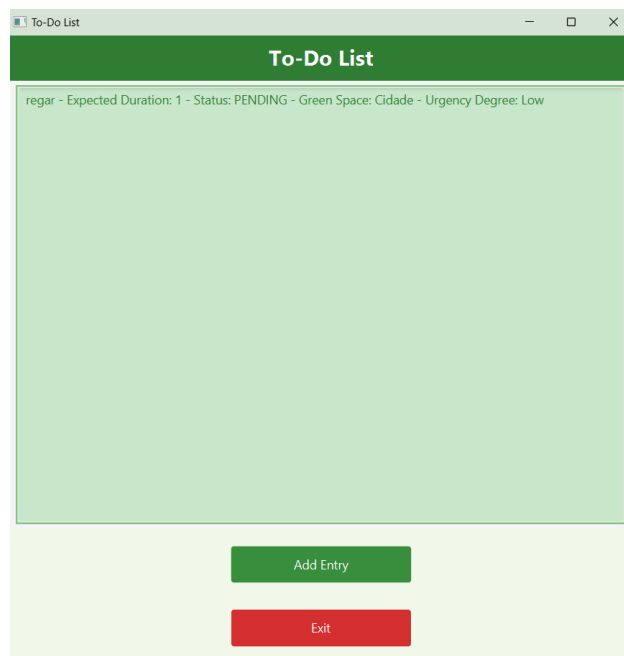 To-Do List
To-Do List
regar - Expected Duration: 1 - Status: PENDING - Green Space: Cidade - Urgency Degree: Low
Add Entry
Exit